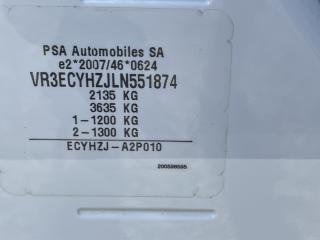 PSA Automobiles SA
e2*2007/46*0624
VR3ECYHZJLN551874
2135 KG
3635 KG
1-1200 KG
2-1300 KG
ECYHZJ-A2P010
200598595